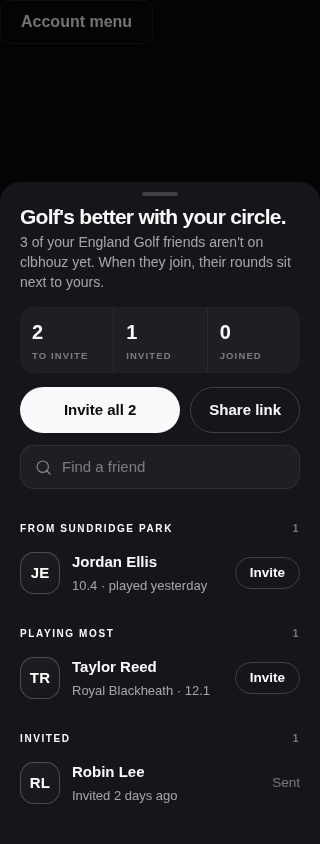 Account menu
Golf's better with your circle.
3 of your England Golf friends aren't on
clbhouz yet. When they join, their rounds sit
next to yours.
2 1 0
TO INVITE INVITED JOINED
Invite all 2 Share link
Find a friend
FROM SUNDRIDGE PARK 1
JE Jordan Ellis Invite
10.4 · played yesterday
PLAYING MOST 1
TR Taylor Reed Invite
Royal Blackheath · 12.1
INVITED 1
RL Robin Lee Sent
Invited 2 days ago